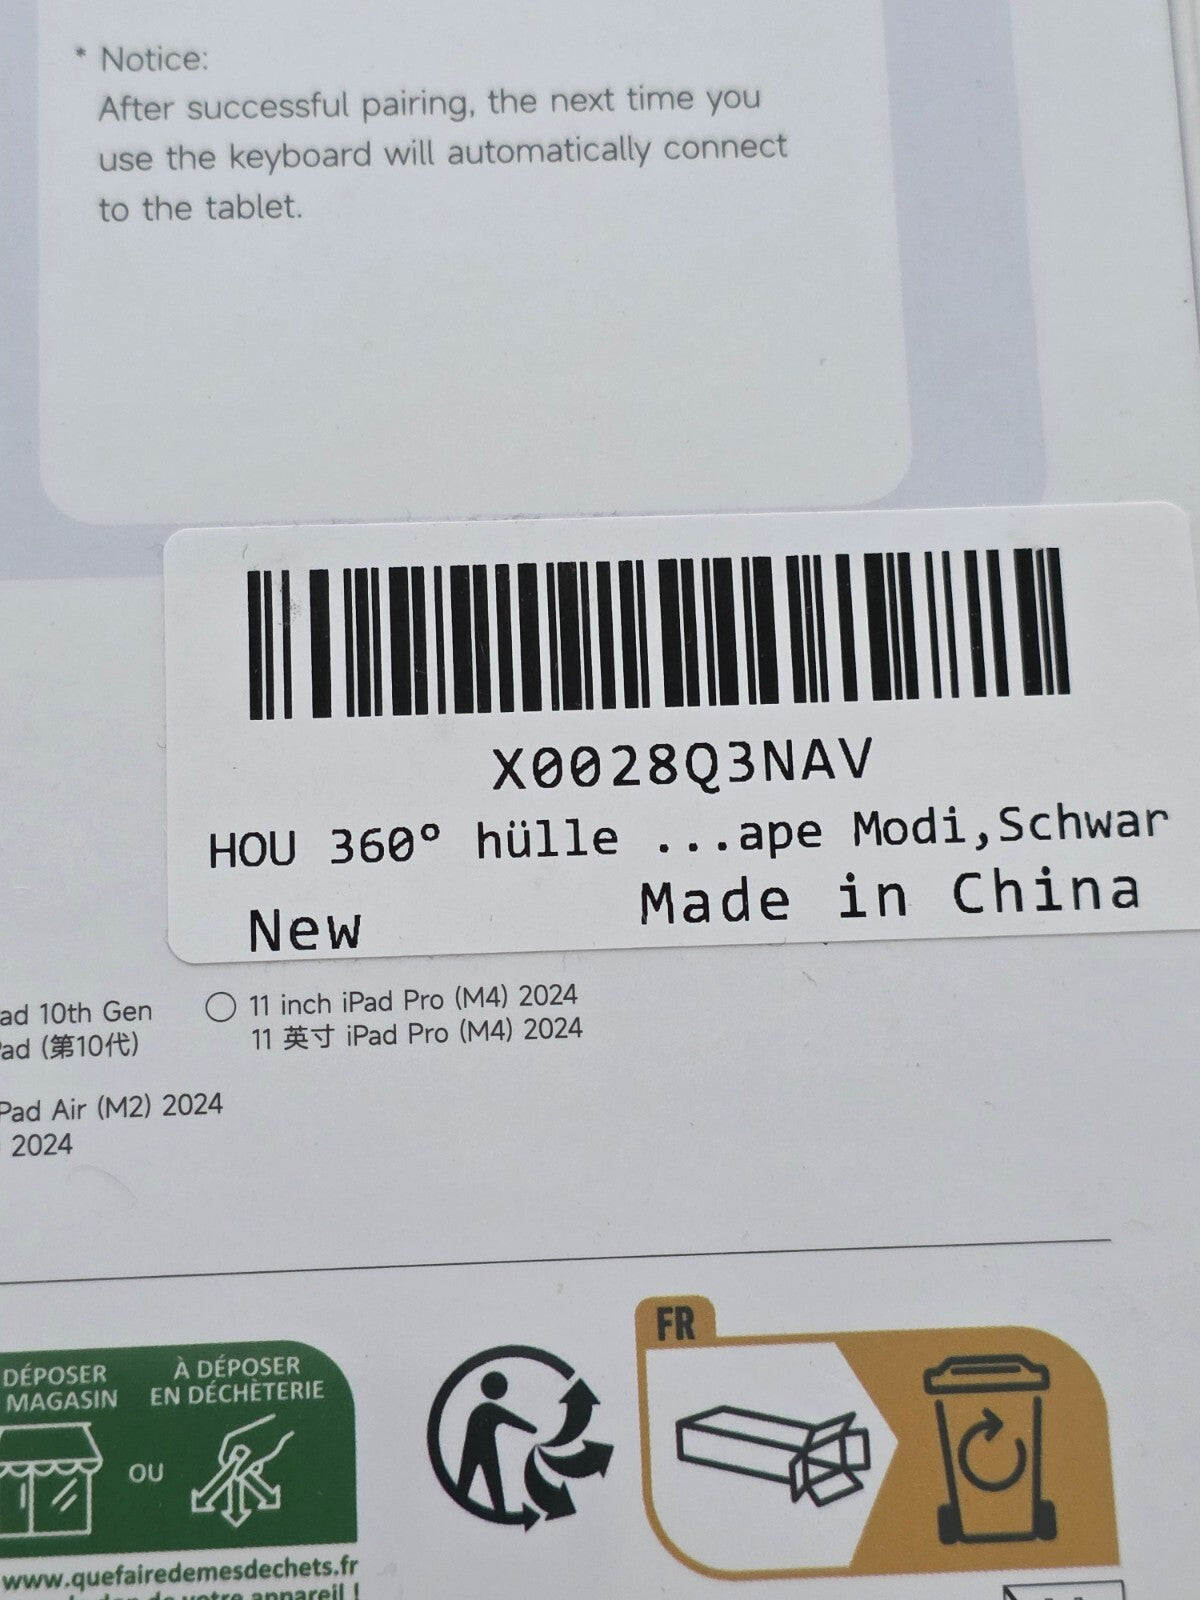 * Notice:
After successful pairing, the next time you
use the keyboard will automatically connect
to the tablet.
X0028Q3NAV
HOU 360° hülle ...ape Modi,Schwar
New Made in China
ad 10th Gen
ad (第10代)
11 inch iPad Pro (M4) 2024
11 英寸 iPad Pro (M4) 2024
Pad Air (M2) 2024
2024
DÉPOSER
MAGASIN
À DÉPOSER
EN DÉCHÈTERIE
OU
FR
www.quefairedemesdechets.fr
de votre appareil !